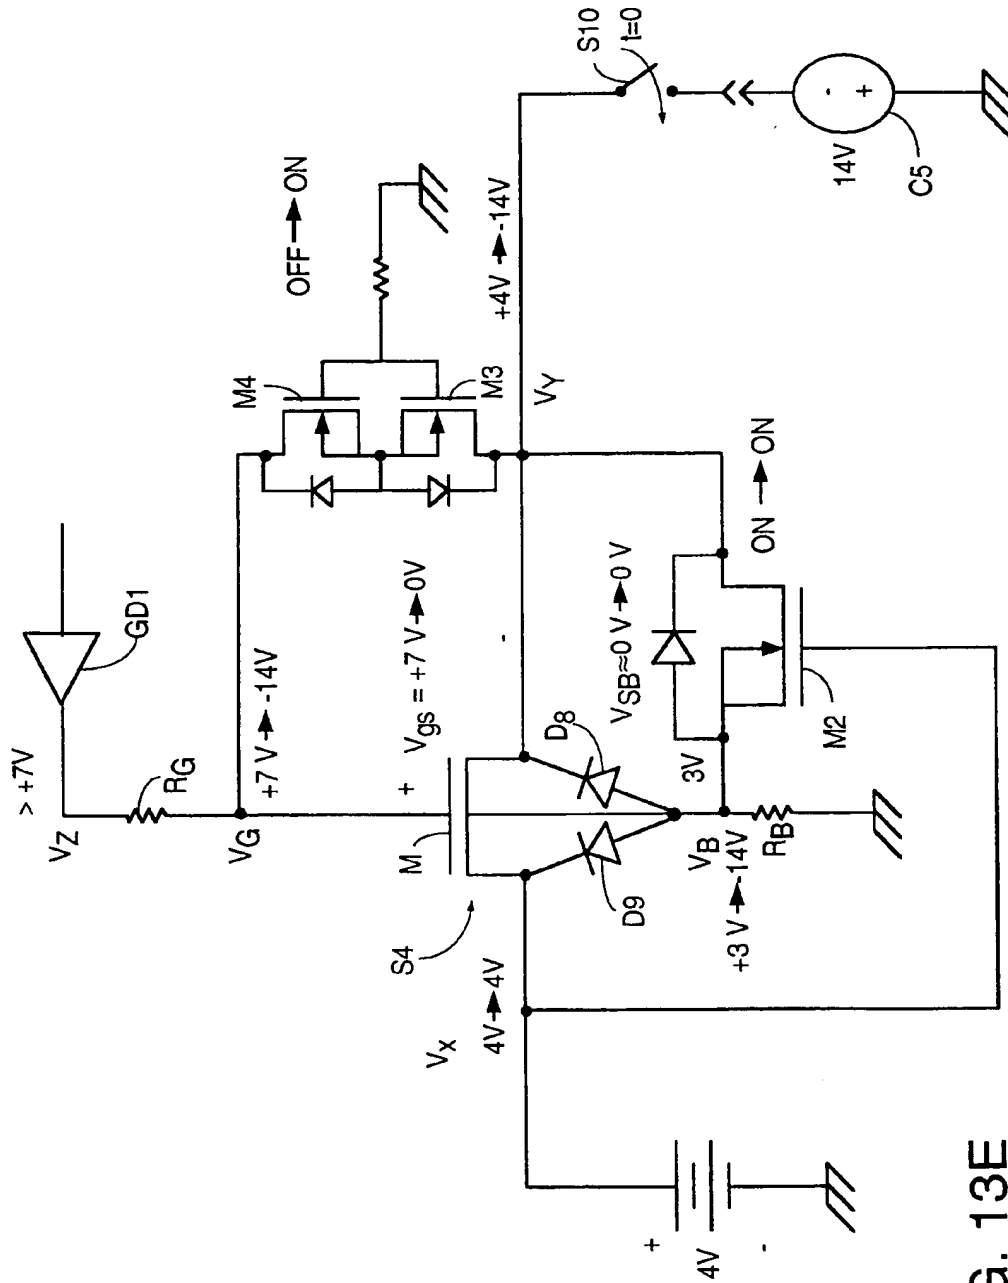 > +7V
VZ
RG
GD1
VG
+7 V→-14V
M4
M3
OFF→ON
S4
M
+
Vgs = +7 V→0V
-
+4V→-14V
VY
S10
t=0
VX
4V→4V
D9
D8
VSB≈0 V→0 V
3V
VB
+3 V→-14V
RB
M2
ON→ON
14V
-
+
C5
+
4V
-
G. 13E